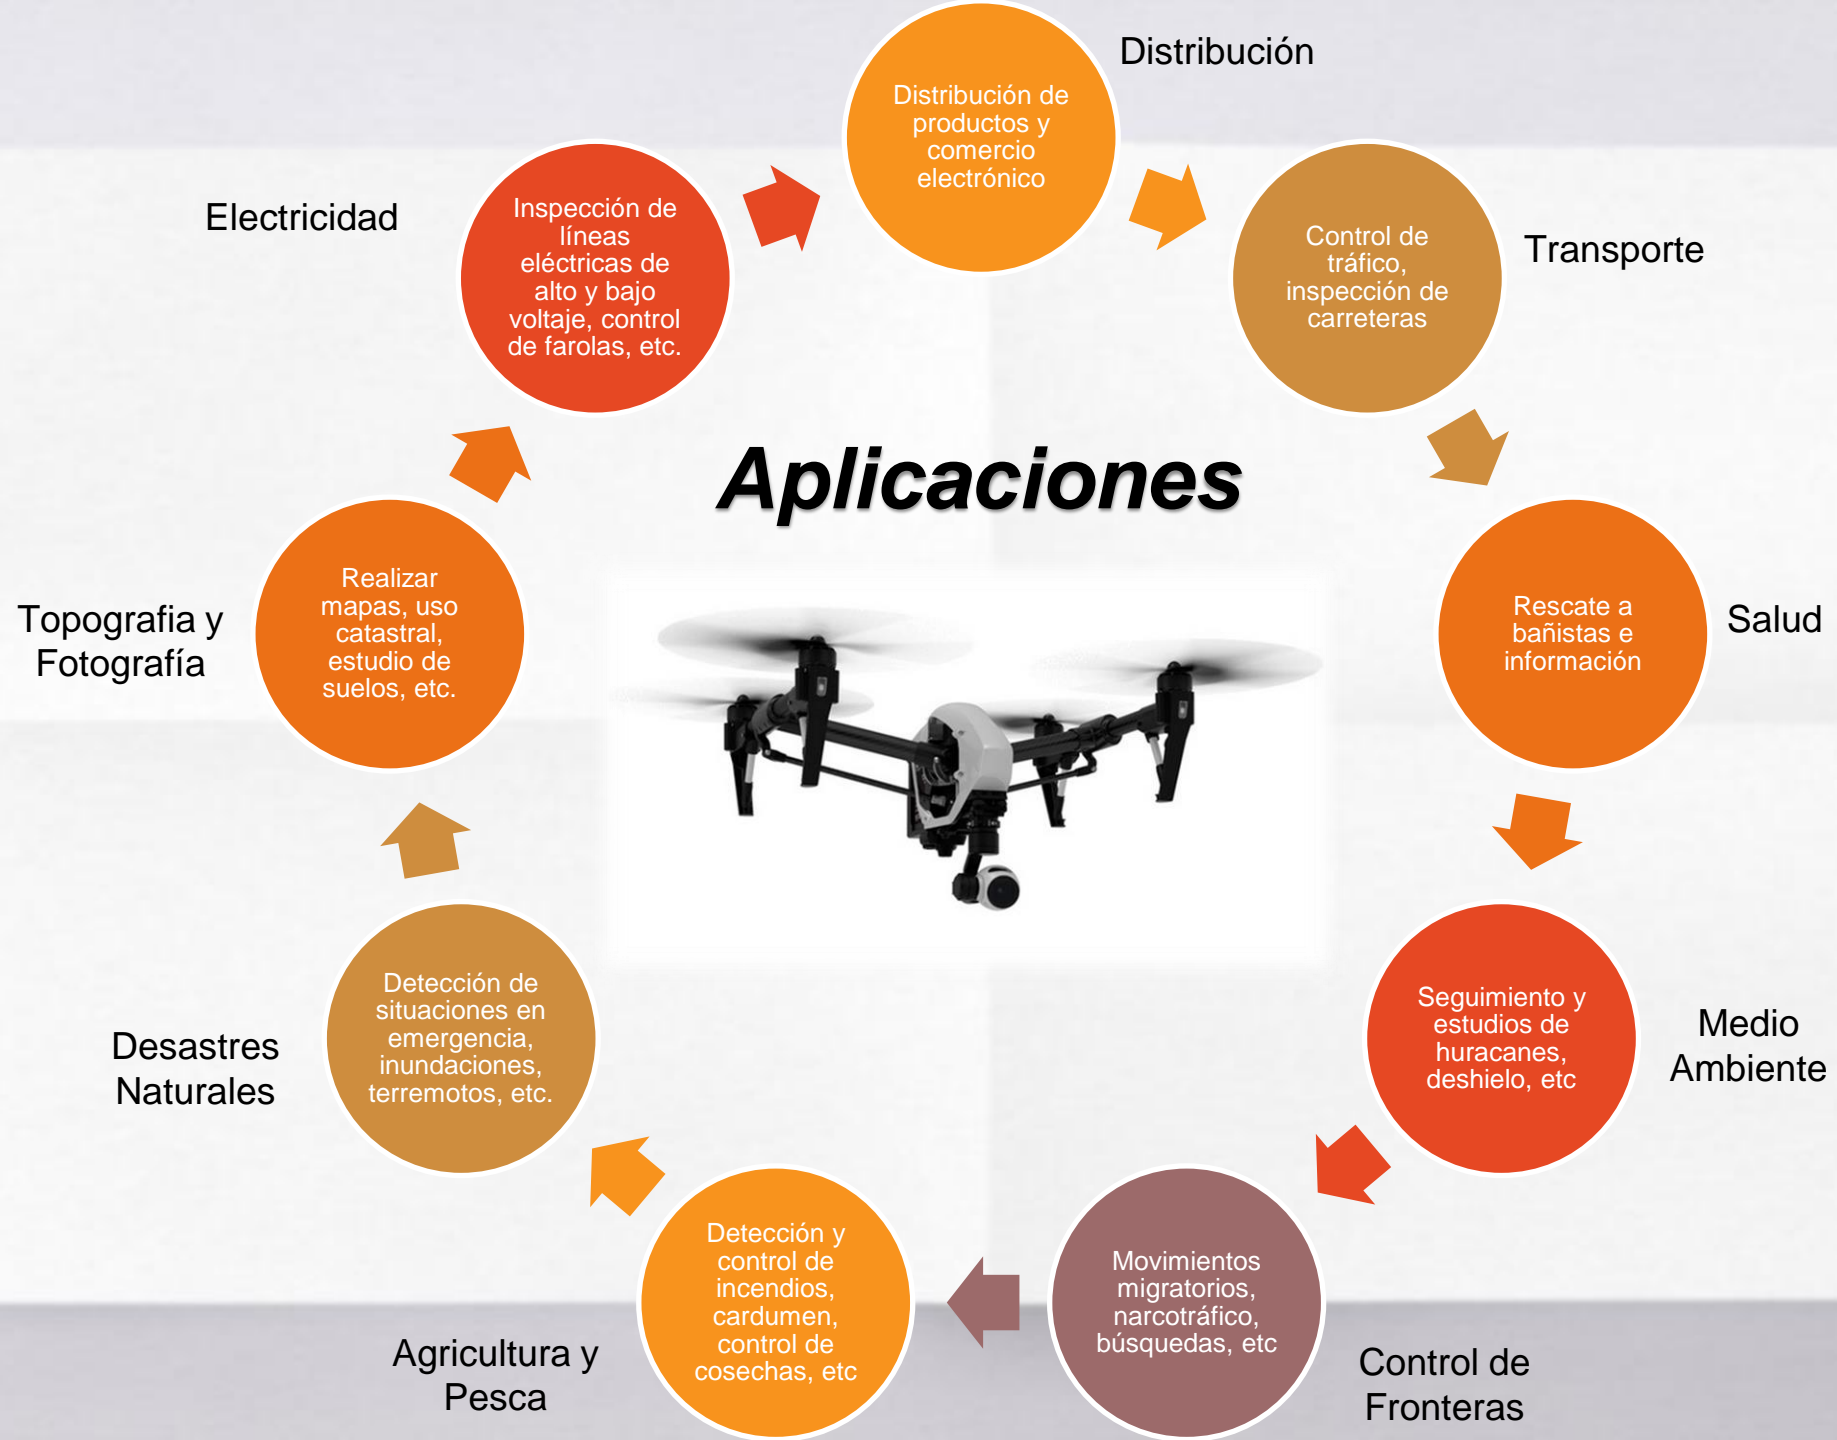 Distribución
Distribución de
productos y
comercio
electrónico
Transporte
Control de
tráfico,
inspección de
carreteras
Salud
Rescate a
bañistas e
información
Medio
Ambiente
Seguimiento y
estudios de
huracanes,
deshielo, etc
Control de
Fronteras
Movimientos
migratorios,
narcotráfico,
búsquedas, etc
Agricultura y
Pesca
Detección y
control de
incendios,
cardumen,
control de
cosechas, etc
Desastres
Naturales
Detección de
situaciones en
emergencia,
inundaciones,
terremotos, etc.
Topografia y
Fotografía
Realizar
mapas, uso
catastral,
estudio de
suelos, etc.
Electricidad
Inspección de
líneas
eléctricas de
alto y bajo
voltaje, control
de farolas, etc.
Aplicaciones